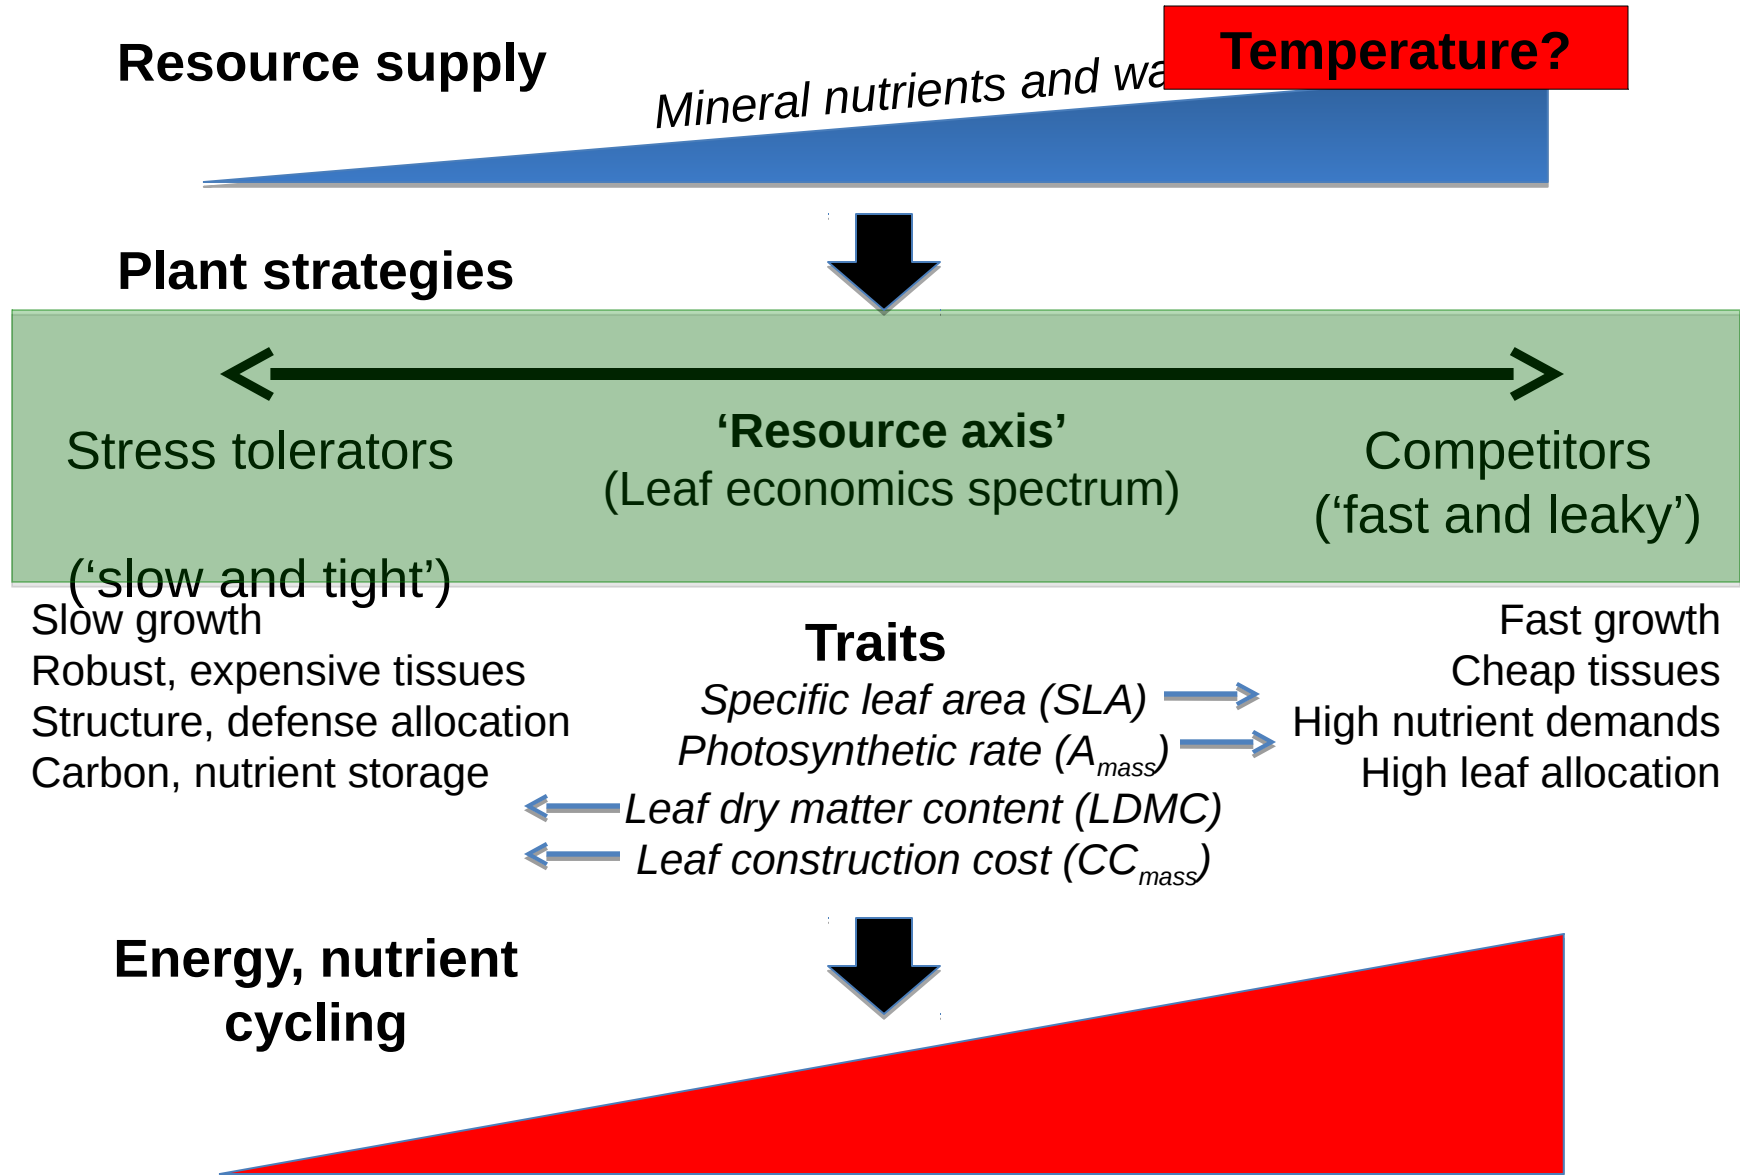 Resource supply
Temperature?
Mineral nutrients and
Plant strategies
‘Resource axis’
(Leaf economics spectrum)
Stress tolerators
(‘slow and tight’)
Competitors
(‘fast and leaky’)
Slow growth
Robust, expensive tissues
Structure, defense allocation
Carbon, nutrient storage
Traits
Specific leaf area (SLA)
Photosynthetic rate (Amass)
Leaf dry matter content (LDMC)
Leaf construction cost (CCmass)
Fast growth
Cheap tissues
High nutrient demands
High leaf allocation
Energy, nutrient
cycling